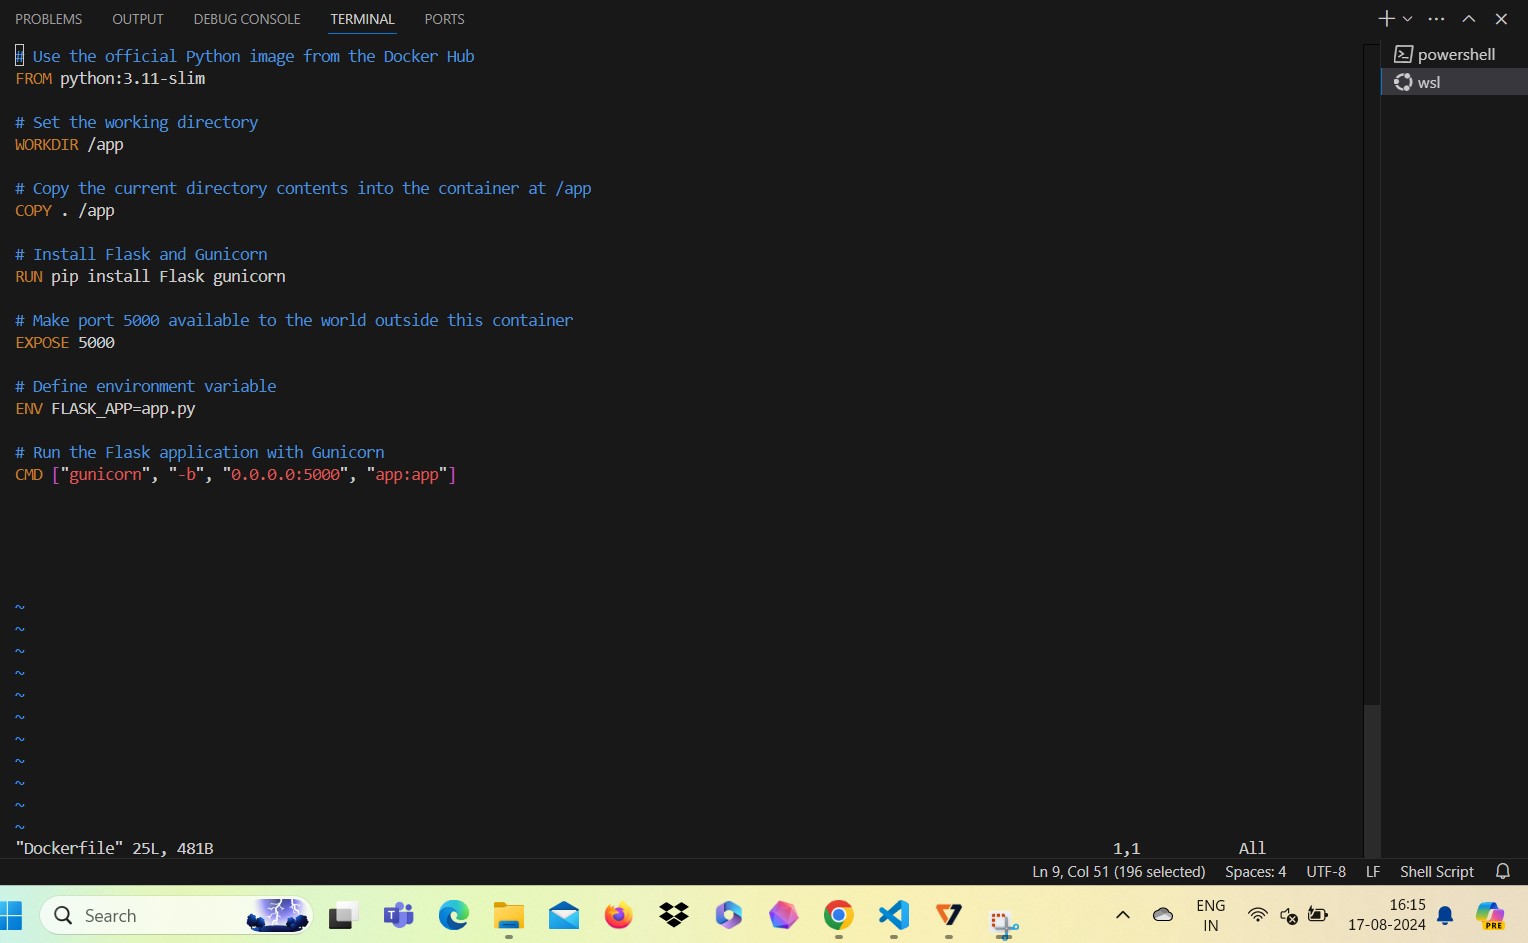 PROBLEMS OUTPUT DEBUG CONSOLE TERMINAL PORTS
# Use the official Python image from the Docker Hub
FROM python:3.11-slim
# Set the working directory
WORKDIR /app
# Copy the current directory contents into the container at /app
COPY . /app
# Install Flask and Gunicorn
RUN pip install Flask gunicorn
# Make port 5000 available to the world outside this container
EXPOSE 5000
# Define environment variable
ENV FLASK_APP=app.py
# Run the Flask application with Gunicorn
CMD ["gunicorn", "-b", "0.0.0.0:5000", "app:app"]
~
~
~
~
~
~
~
~
~
~
~
"Dockerfile" 25L, 481B 1,1 All
powershell
wsl
Ln 9, Col 51 (196 selected) Spaces: 4 UTF-8 LF Shell Script
Search
ENG
IN
16:15
17-08-2024
PRE